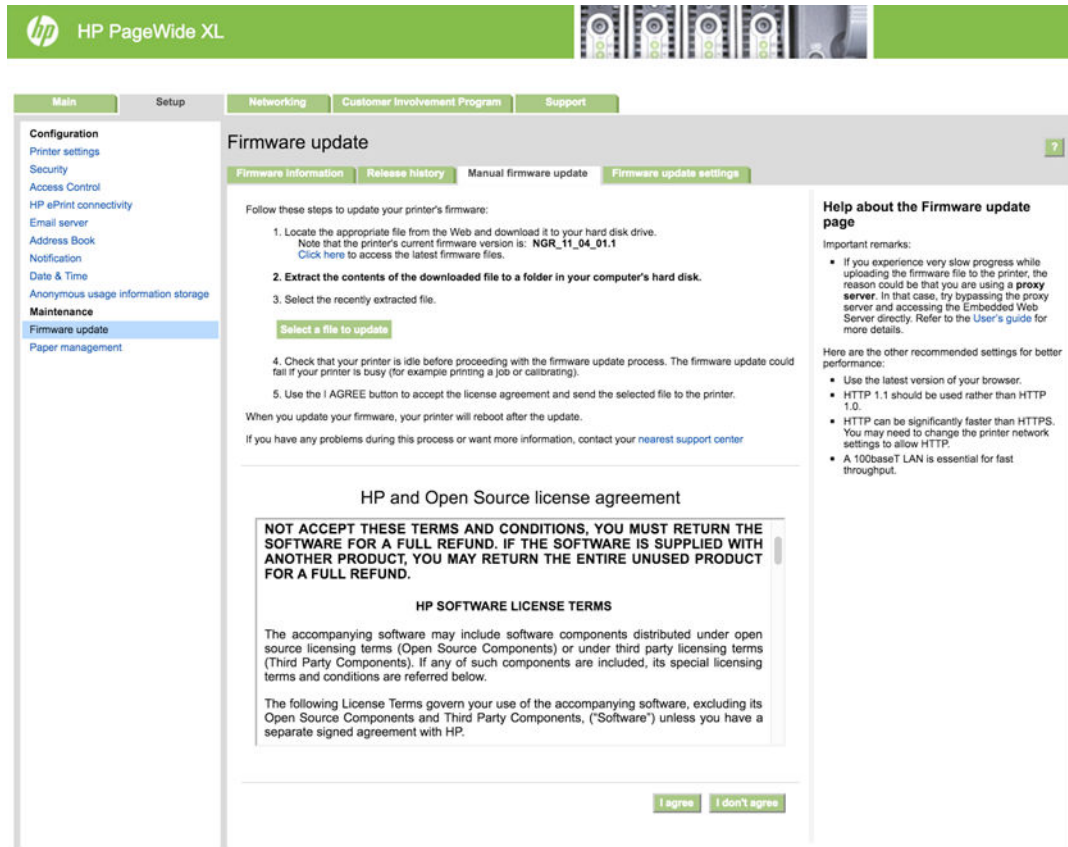 hp
HP PageWide XL
Main
Setup
Networking
Customer Involvement Program
Support
Configuration
Printer settings
Security
Access Control
HP ePrint connectivity
Email server
Address Book
Notification
Date & Time
Anonymous usage information storage
Maintenance
Firmware update
Paper management
Firmware update
?
Firmware information
Release history
Manual firmware update
Firmware update settings
Follow these steps to update your printer's firmware:
1. Locate the appropriate file from the Web and download it to your hard disk drive.
Note that the printer's current firmware version is: NGR_11_04_01.1
Click here to access the latest firmware files.
2. Extract the contents of the downloaded file to a folder in your computer's hard disk.
3. Select the recently extracted file.
Select a file to update
4. Check that your printer is idle before proceeding with the firmware update process. The firmware update could
fail if your printer is busy (for example printing a job or calibrating).
5. Use the I AGREE button to accept the license agreement and send the selected file to the printer.
When you update your firmware, your printer will reboot after the update.
If you have any problems during this process or want more information, contact your nearest support center
HP and Open Source license agreement
NOT ACCEPT THESE TERMS AND CONDITIONS, YOU MUST RETURN THE
SOFTWARE FOR A FULL REFUND. IF THE SOFTWARE IS SUPPLIED WITH
ANOTHER PRODUCT, YOU MAY RETURN THE ENTIRE UNUSED PRODUCT
FOR A FULL REFUND.
HP SOFTWARE LICENSE TERMS
The accompanying software may include software components distributed under open
source licensing terms (Open Source Components) or under third party licensing terms
(Third Party Components). If any of such components are included, its special licensing
terms and conditions are referred below.
The following License Terms govern your use of the accompanying software, excluding its
Open Source Components and Third Party Components, ("Software") unless you have a
separate signed agreement with HP.
I agree
I don't agree
Help about the Firmware update
page
Important remarks:
If you experience very slow progress while
uploading the firmware file to the printer, the
reason could be that you are using a proxy
server. In that case, try bypassing the proxy
server and accessing the Embedded Web
Server directly. Refer to the User's guide for
more details.
Here are the other recommended settings for better
performance:
Use the latest version of your browser.
HTTP 1.1 should be used rather than HTTP
1.0.
HTTP can be significantly faster than HTTPS.
You may need to change the printer network
settings to allow HTTP.
A 100baseT LAN is essential for fast
throughput.